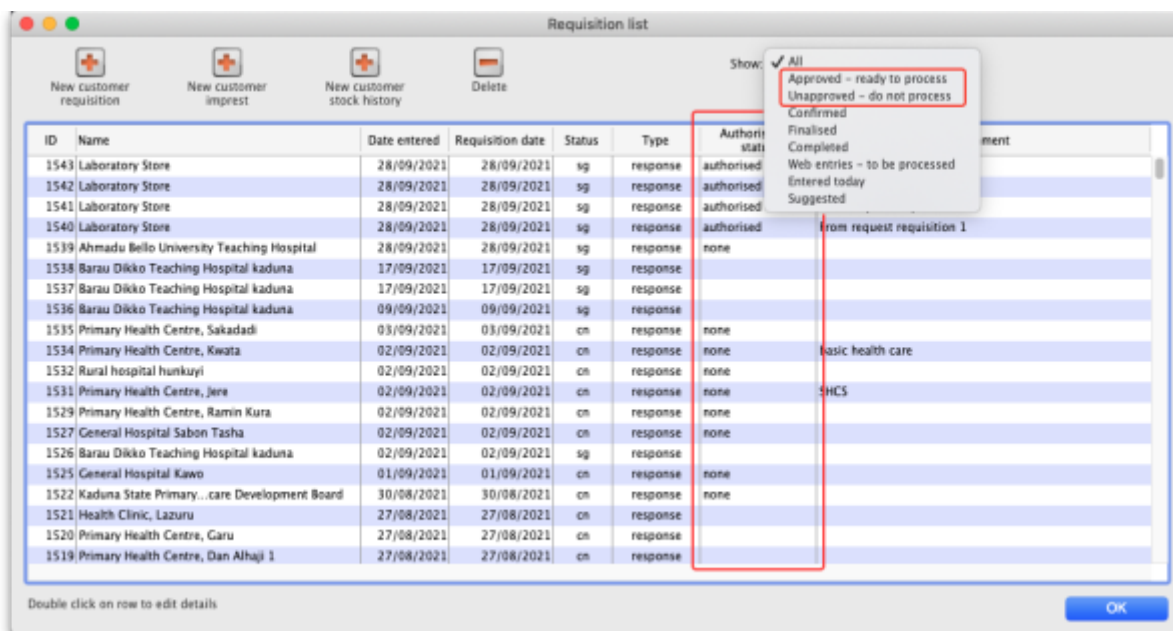 Requisition list
New customer requisition
New customer imprest
New customer stock history
Delete
Show: ✓ All
Approved - ready to process
Unapproved - do not process
Confirmed
Finalised
Completed
Web entries - to be processed
Entered today
Suggested
ID Name Date entered Requisition date Status Type
1543 Laboratory Store 28/09/2021 28/09/2021 sg response authorised
1542 Laboratory Store 28/09/2021 28/09/2021 sg response authorised
1541 Laboratory Store 28/09/2021 28/09/2021 sg response authorised
1540 Laboratory Store 28/09/2021 28/09/2021 sg response authorised From request requisition 1
1539 Ahmadu Bello University Teaching Hospital 28/09/2021 28/09/2021 sg response none
1538 Barau Dikko Teaching Hospital kaduna 17/09/2021 17/09/2021 sg response
1537 Barau Dikko Teaching Hospital kaduna 17/09/2021 17/09/2021 sg response
1536 Barau Dikko Teaching Hospital kaduna 09/09/2021 09/09/2021 sg response
1535 Primary Health Centre, Sakadadi 03/09/2021 03/09/2021 cn response none
1534 Primary Health Centre, Kwata 02/09/2021 02/09/2021 cn response none basic health care
1532 Rural hospital hunkuyi 02/09/2021 02/09/2021 cn response none
1531 Primary Health Centre, Jere 02/09/2021 02/09/2021 cn response none
1529 Primary Health Centre, Ramin Kura 02/09/2021 02/09/2021 cn response none
1527 General Hospital Sabon Tasha 02/09/2021 02/09/2021 cn response none
1526 Barau Dikko Teaching Hospital kaduna 02/09/2021 02/09/2021 sg response
1525 General Hospital Kawo 01/09/2021 01/09/2021 cn response none
1522 Kaduna State Primary...care Development Board 30/08/2021 30/08/2021 cn response none
1521 Health Clinic, Lazuru 27/08/2021 27/08/2021 cn response
1520 Primary Health Centre, Garu 27/08/2021 27/08/2021 cn response
1519 Primary Health Centre, Dan Alhaji 1 27/08/2021 27/08/2021 cn response
Double click on row to edit details
OK